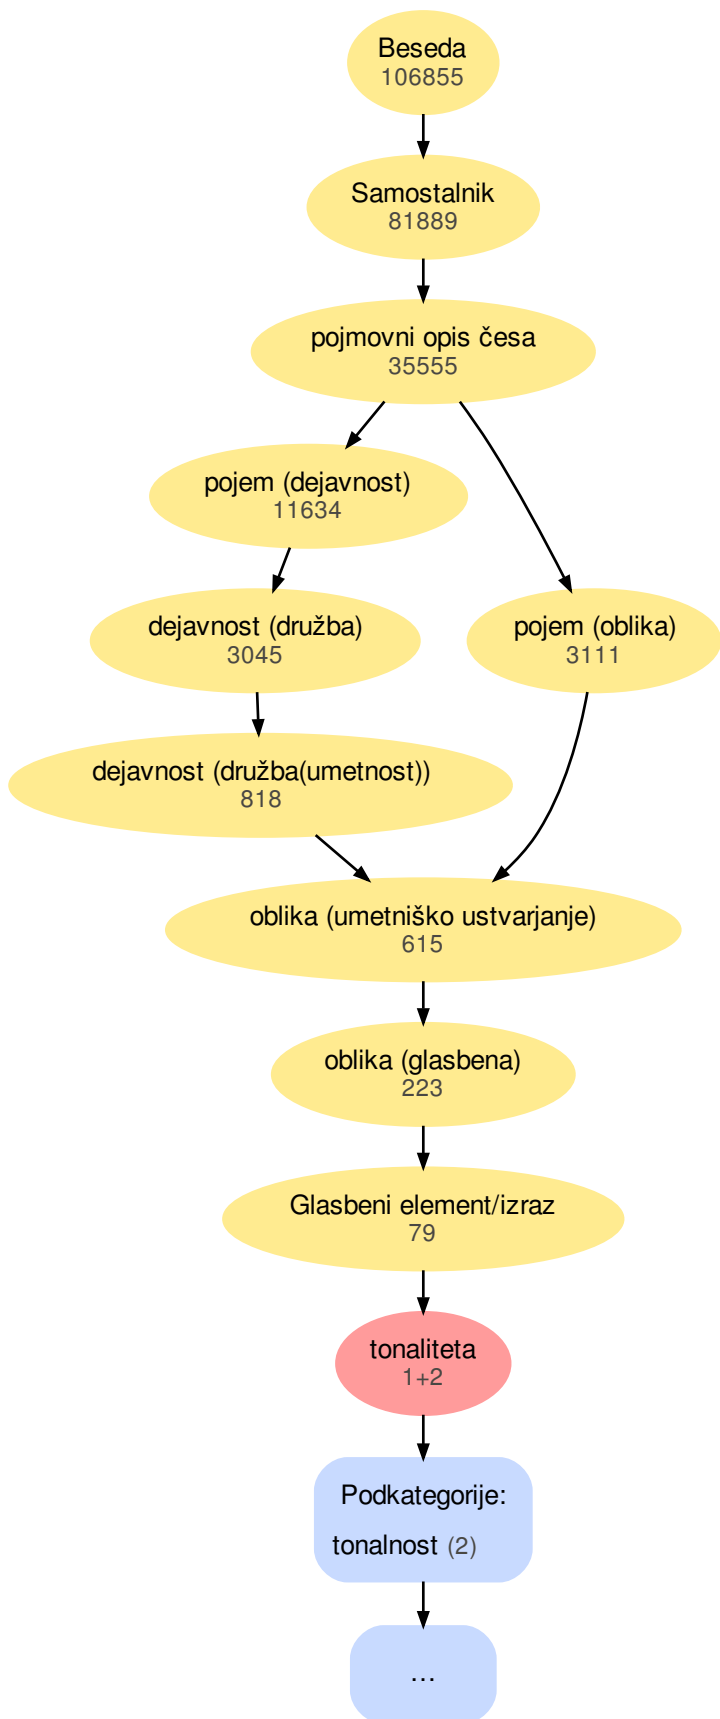 Beseda
106855
Samostalnik
81889
pojmovni opis česa
35555
pojem (dejavnost)
11634
dejavnost (družba)
3045
pojem (oblika)
3111
dejavnost (družba(umetnost))
818
oblika (umetniško ustvarjanje)
615
oblika (glasbena)
223
Glasbeni element/izraz
79
tonaliteta
1+2
Podkategorije:
tonalnost (2)
...